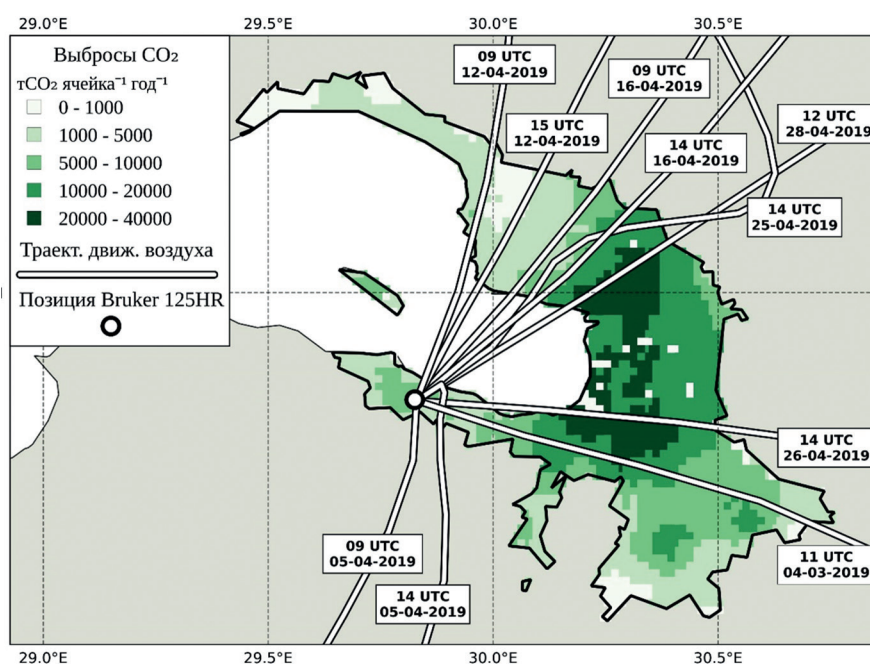 29.0°E 29.5°E 30.0°E 30.5°E
Выбросы CO₂
тCO₂ ячейка⁻¹ год⁻¹
0 - 1000
1000 - 5000
5000 - 10000
10000 - 20000
20000 - 40000
Траект. движ. воздуха
Позиция Bruker 125HR
09 UTC
12-04-2019
15 UTC
12-04-2019
09 UTC
16-04-2019
14 UTC
16-04-2019
12 UTC
28-04-2019
14 UTC
25-04-2019
14 UTC
26-04-2019
11 UTC
04-03-2019
09 UTC
05-04-2019
14 UTC
05-04-2019
29.0°E 29.5°E 30.0°E 30.5°E